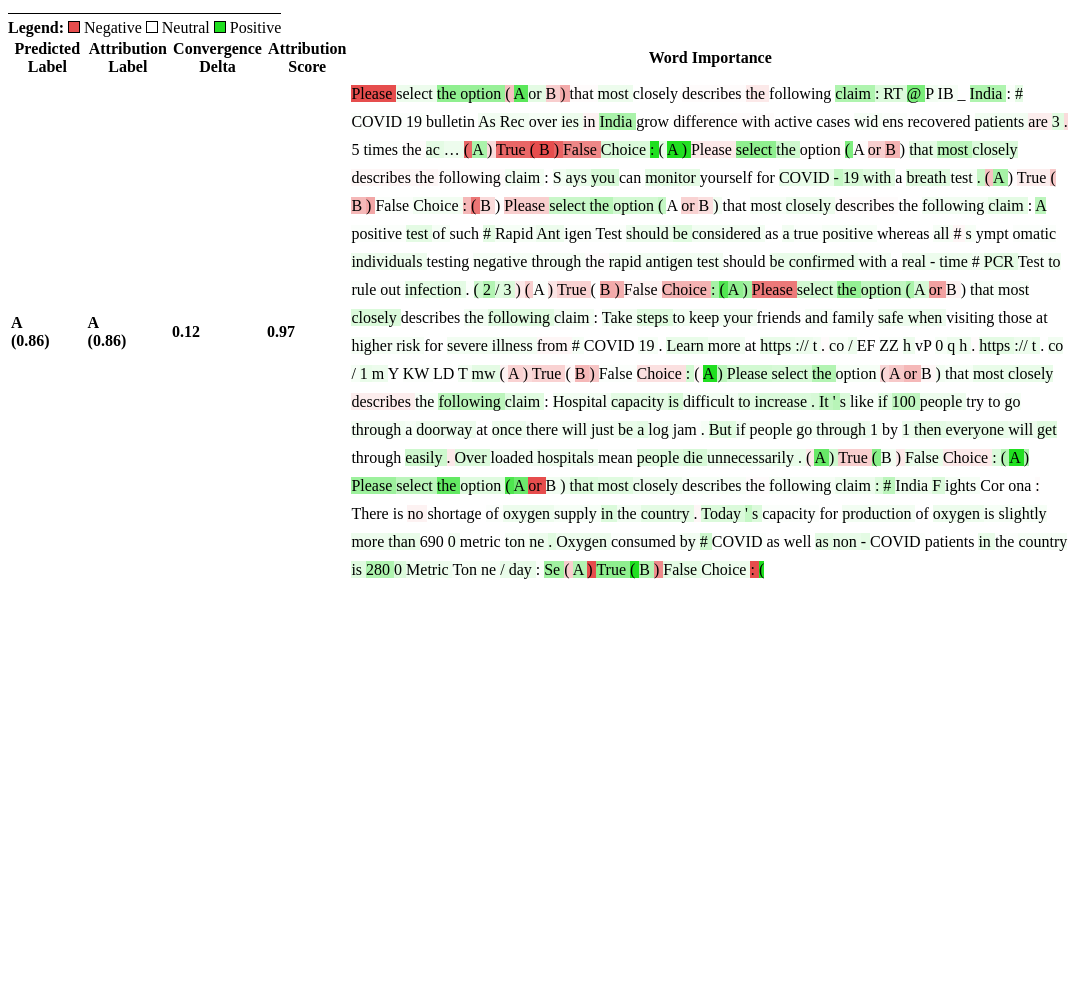 Legend: Negative Neutral Positive
Predicted Label Attribution Label Convergence Delta Attribution Score Word Importance
A (0.86) A (0.86) 0.12 0.97
Please select the option ( A or B ) that most closely describes the following claim : RT @ P IB _ India : #
COVID 19 bulletin As Rec over ies in India grow difference with active cases wid ens recovered patients are 3 .
5 times the ac … ( A ) True ( B ) False Choice : ( A ) Please select the option ( A or B ) that most closely
describes the following claim : S ays you can monitor yourself for COVID - 19 with a breath test . ( A ) True (
B ) False Choice : ( B ) Please select the option ( A or B ) that most closely describes the following claim : A
positive test of such # Rapid Ant igen Test should be considered as a true positive whereas all # s ympt omatic
individuals testing negative through the rapid antigen test should be confirmed with a real - time # PCR Test to
rule out infection . ( 2 / 3 ) ( A ) True ( B ) False Choice : ( A ) Please select the option ( A or B ) that most
closely describes the following claim : Take steps to keep your friends and family safe when visiting those at
higher risk for severe illness from # COVID 19 . Learn more at https :// t . co / EF ZZ h vP 0 q h . https :// t . co
/ 1 m Y KW LD T mw ( A ) True ( B ) False Choice : ( A ) Please select the option ( A or B ) that most closely
describes the following claim : Hospital capacity is difficult to increase . It ' s like if 100 people try to go
through a doorway at once there will just be a log jam . But if people go through 1 by 1 then everyone will get
through easily . Over loaded hospitals mean people die unnecessarily . ( A ) True ( B ) False Choice : ( A )
Please select the option ( A or B ) that most closely describes the following claim : # India F ights Cor ona :
There is no shortage of oxygen supply in the country . Today ' s capacity for production of oxygen is slightly
more than 690 0 metric ton ne . Oxygen consumed by # COVID as well as non - COVID patients in the country
is 280 0 Metric Ton ne / day : Se ( A ) True ( B ) False Choice : (